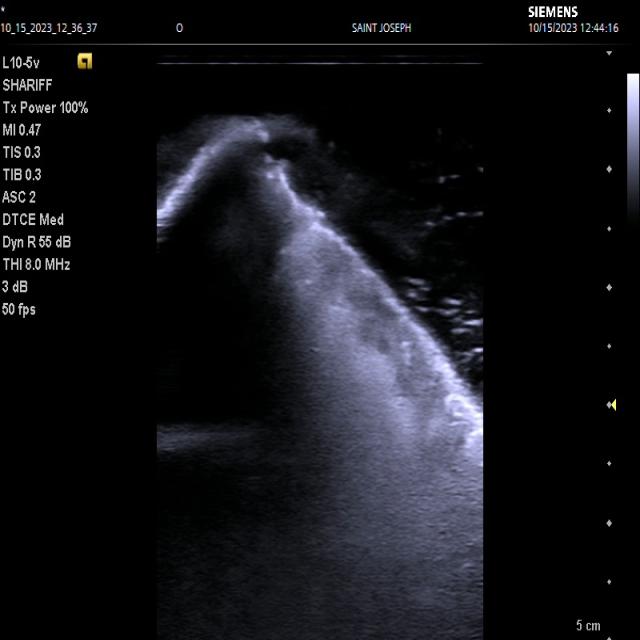 *
SIEMENS
10_15_2023_12_36_37 O SAINT JOSEPH 10/15/2023 12:44:16
L10-5v
SHARIFF
Tx Power 100%
MI 0.47
TIS 0.3
TIB 0.3
ASC 2
DTCE Med
Dyn R 55 dB
THI 8.0 MHz
3 dB
50 fps
5 cm